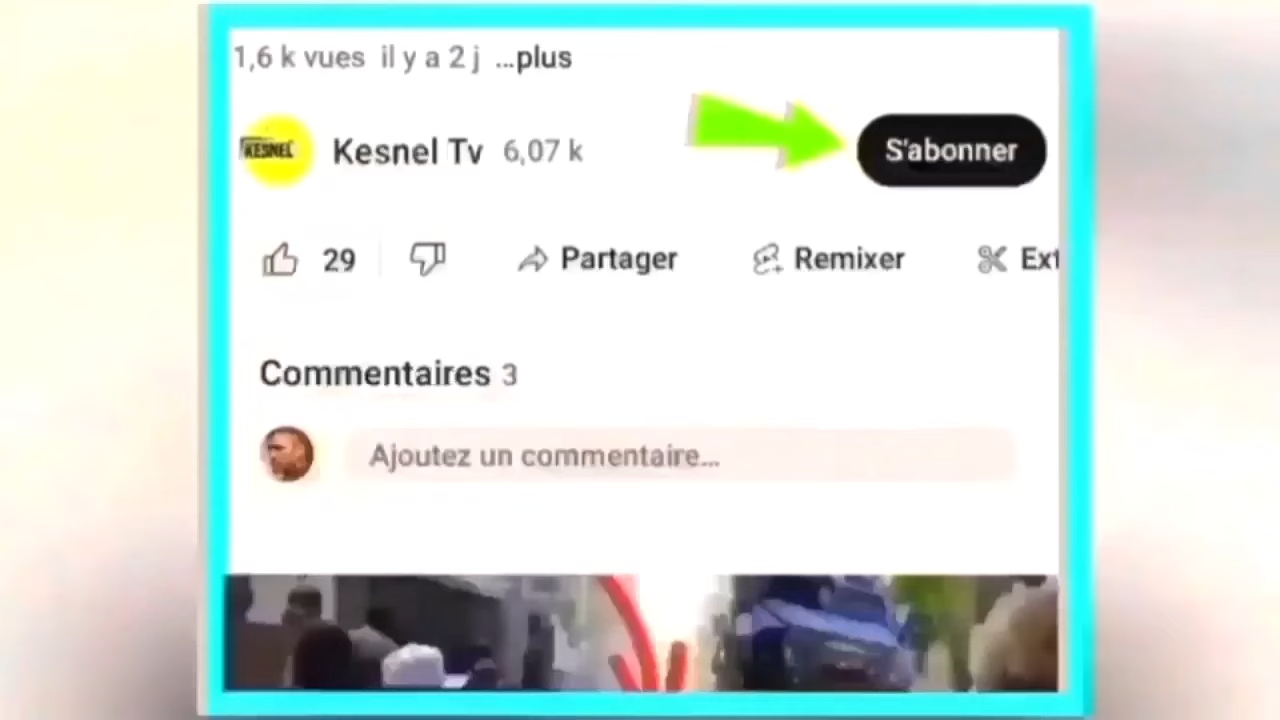 1,6 k vues il y a 2 j ...plus
KESNEL
Kesnel Tv 6,07 k
S'abonner
29
Partager
Remixer
Ext
Commentaires 3
Ajoutez un commentaire...